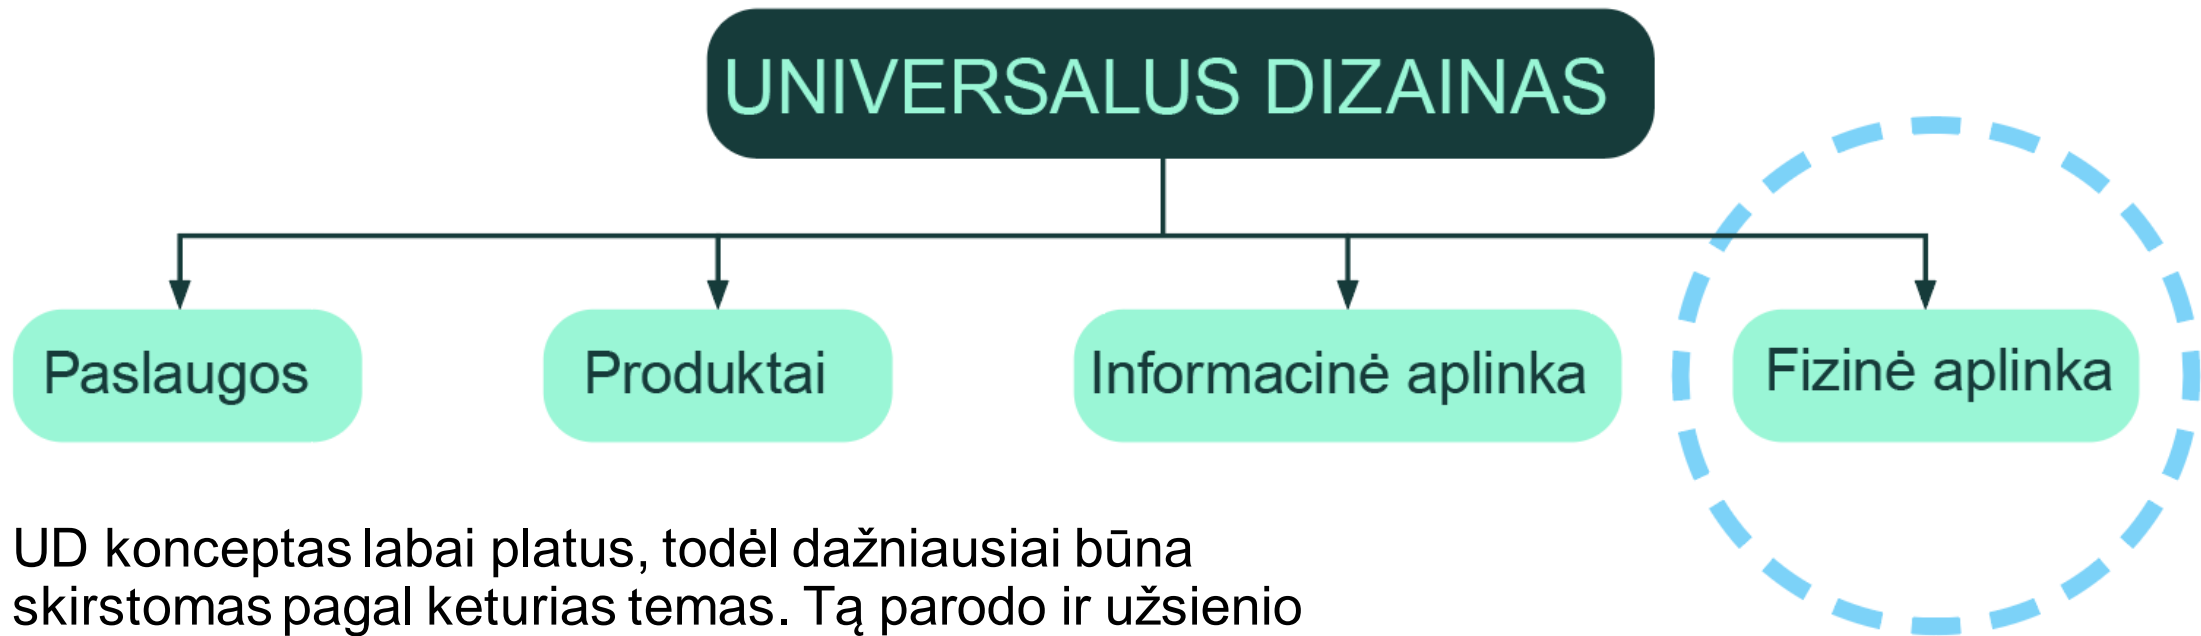 UNIVERSALUS DIZAINAS
Paslaugos
Produktai
Informacinė aplinka
Fizinė aplinka
UD konceptas labai platus, todėl dažniausiai būna
skirstomas pagal keturias temas. Tą parodo ir užsienio